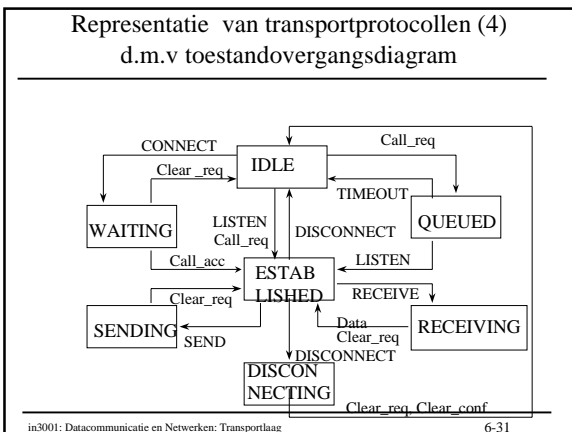 Representatie van transportprotocollen (4)
d.m.v toestandovergangsdiagram
CONNECT
Call_req
IDLE
Clear _req
TIMEOUT
WAITING
QUEUED
LISTEN
Call_req
DISCONNECT
Call_acc
LISTEN
ESTAB
LISHED
Clear_req
RECEIVE
SENDING
Data
Clear_req
RECEIVING
SEND
DISCONNECT
DISCON
NECTING
Clear_req, Clear_conf
in3001: Datacommunicatie en Netwerken: Transportlaag
6-31